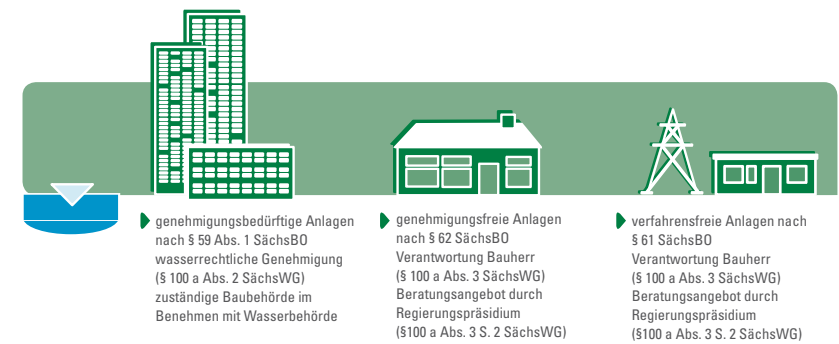 genehmigungsbedürftige Anlagen
nach § 59 Abs. 1 SächsBO
wasserrechtliche Genehmigung
(§ 100 a Abs. 2 SächsWG)
zuständige Baubehörde im
Benehmen mit Wasserbehörde
genehmigungsfreie Anlagen
nach § 62 SächsBO
Verantwortung Bauherr
(§ 100 a Abs. 3 SächsWG)
Beratungsangebot durch
Regierungspräsidium
(§100 a Abs. 3 S. 2 SächsWG)
verfahrensfreie Anlagen nach
§ 61 SächsBO
Verantwortung Bauherr
(§ 100 a Abs. 3 SächsWG)
Beratungsangebot durch
Regierungspräsidium
(§100 a Abs. 3 S. 2 SächsWG)